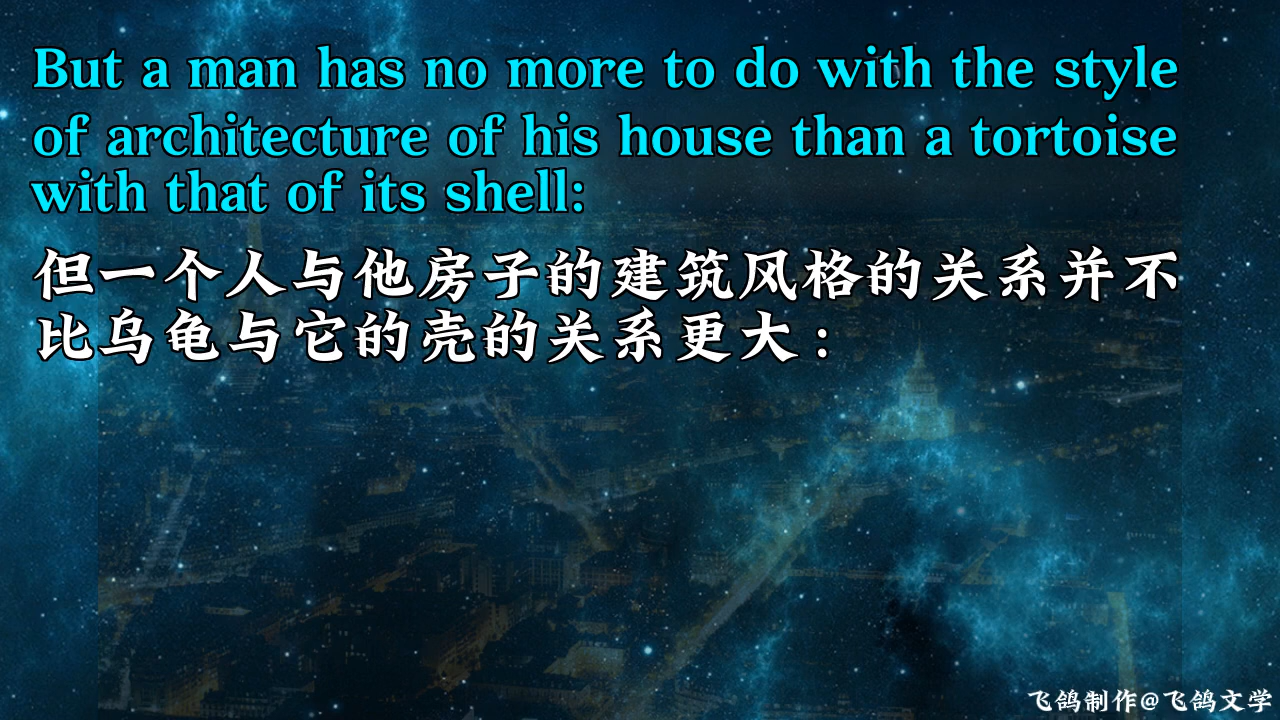 But a man has no more to do with the style
of architecture of his house than a tortoise
with that of its shell:
但一个人与他房子的建筑风格的关系并不
比乌龟与它的壳的关系更大：
飞鸽制作@飞鸽文学